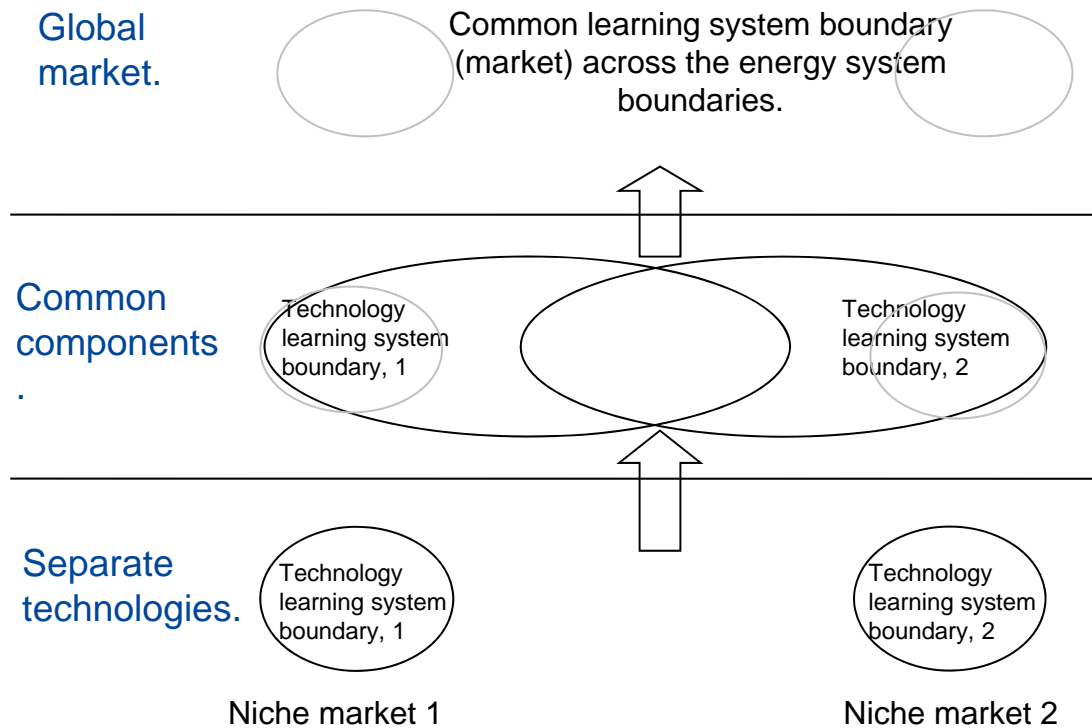 Global
market.
Common learning system boundary
(market) across the energy system
boundaries.
Common
components
.
Technology
learning system
boundary, 1
Technology
learning system
boundary, 2
Separate
technologies.
Technology
learning system
boundary, 1
Technology
learning system
boundary, 2
Niche market 1
Niche market 2